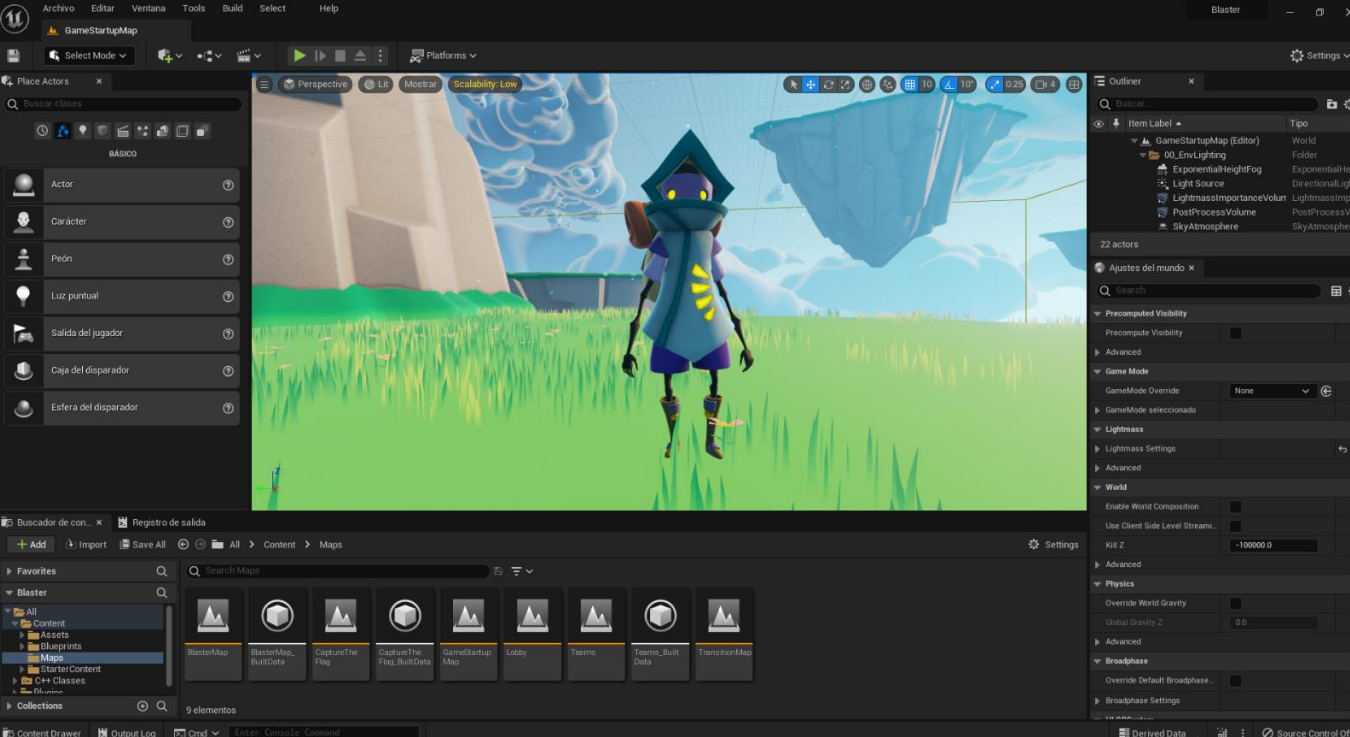 Archivo Editar Ventana Tools Build Select Help
Blaster
GameStartupMap
Select Mode
Platforms
Settings
Place Actors
Buscar clases
BÁSICO
Actor
Carácter
Peón
Luz puntual
Salida del jugador
Caja del disparador
Esfera del disparador
Perspective Lit Mostrar Scalability: Low
10 10° 0.25 4
Outliner
Buscar...
Item Label Tipo
GameStartupMap (Editor) World
00_EnvLighting Folder
ExponentialHeightFog ExponentialHe
Light Source DirectionalLig
LightmassImportanceVolum LightmassImp
PostProcessVolume PostProcessV
SkyAtmosphere SkyAtmosphe
22 actors
Ajustes del mundo
Search
Precomputed Visibility
Precompute Visibility
Advanced
Game Mode
GameMode Override None
GameMode seleccionado
Lightmass
Lightmass Settings
Advanced
World
Enable World Composition
Use Client Side Level Streami...
Kill Z -100000.0
Advanced
Physics
Override World Gravity
Global Gravity Z 0.0
Advanced
Broadphase
Override Default Broadphase...
Broadphase Settings
Buscador de con... Registro de salida
+ Add Import Save All All > Content > Maps
Settings
Favorites
Blaster
All
Content
Assets
Blueprints
Maps
StarterContent
C++ Classes
Plugins
Collections
Search Maps
BlasterMap
BlasterMap_
BuiltData
CaptureThe
Flag
CaptureThe
Flag_BuiltData
GameStartup
Map
Lobby
Teams
Teams_Built
Data
TransitionMap
9 elementos
Content Drawer Output Log Cmd Enter Console Command
Derived Data Source Control Of